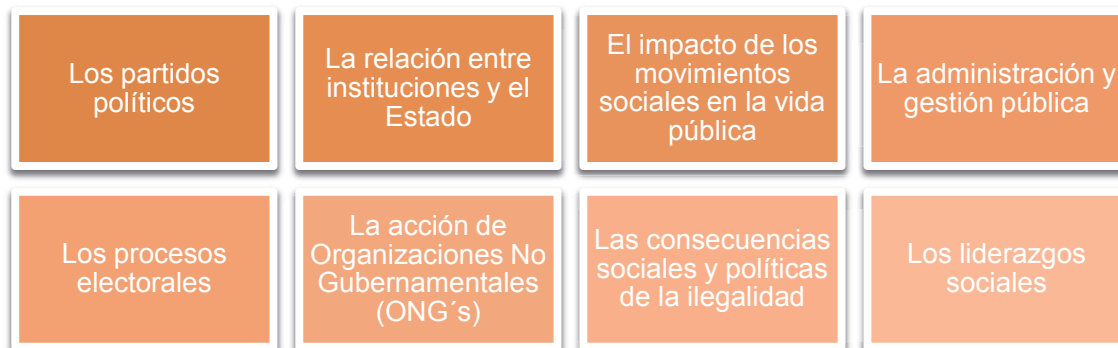 Los partidos
políticos
La relación entre
instituciones y el
Estado
El impacto de los
movimientos
sociales en la vida
pública
La administración y
gestión pública
Los procesos
electorales
La acción de
Organizaciones No
Gubernamentales
(ONG´s)
Las consecuencias
sociales y políticas
de la ilegalidad
Los liderazgos
sociales